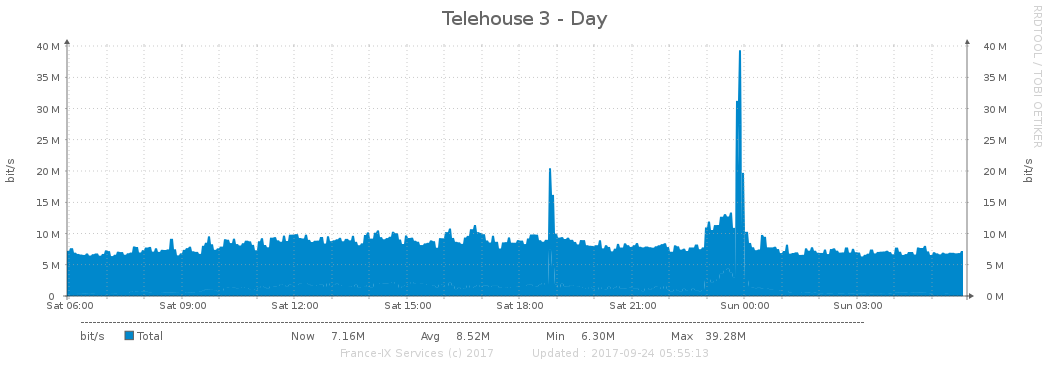 Telehouse 3 - Day
RRDTOOL / TOBI OETIKER
40 M 40 M
35 M 35 M
30 M 30 M
25 M 25 M
20 M 20 M
15 M 15 M
10 M 10 M
5 M 5 M
0 0 M
bit/s bit/s
Sat 06:00 Sat 09:00 Sat 12:00 Sat 15:00 Sat 18:00 Sat 21:00 Sun 00:00 Sun 03:00
bit/s Total Now 7.16M Avg 8.52M Min 6.30M Max 39.28M
France-IX Services (c) 2017 Updated : 2017-09-24 05:55:13